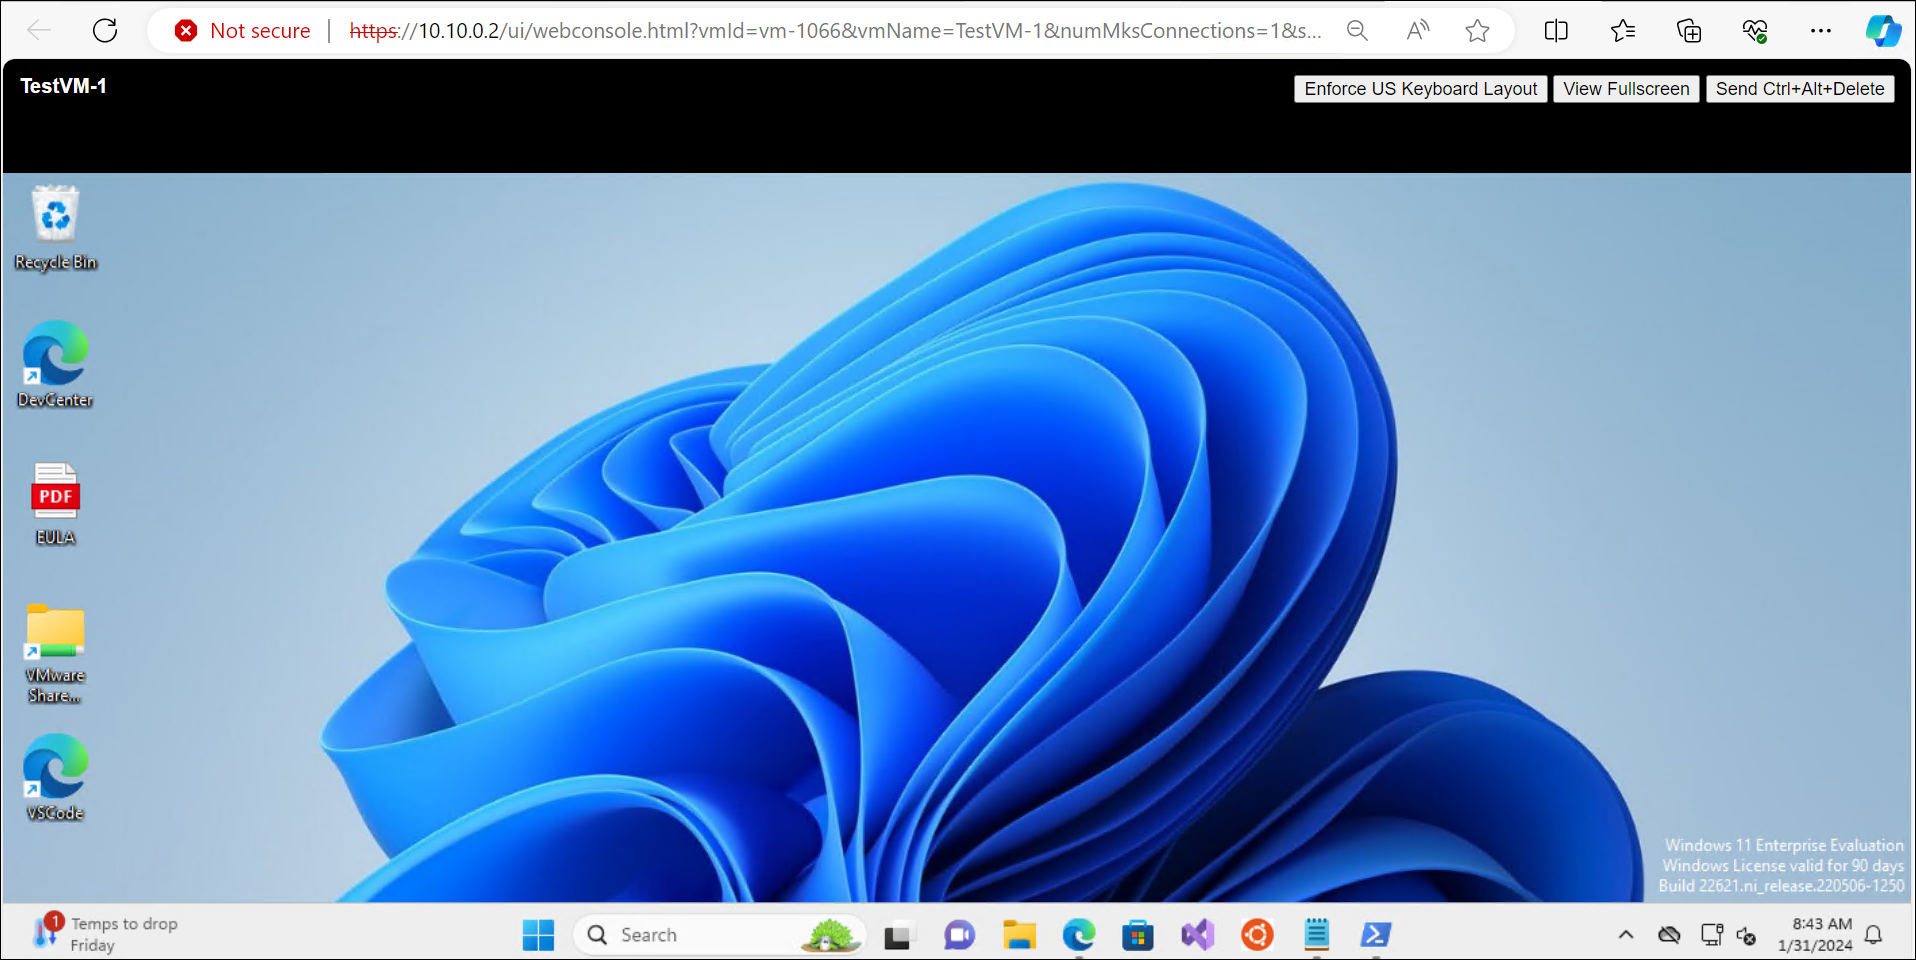 Not secure
https://10.10.0.2/ui/webconsole.html?vmId=vm-1066&vmName=TestVM-1&numMksConnections=1&s...
TestVM-1
Enforce US Keyboard Layout
View Fullscreen
Send Ctrl+Alt+Delete
Recycle Bin
DevCenter
PDF
EULA
VMware
Share...
VSCode
Windows 11 Enterprise Evaluation
Windows License valid for 90 days
Build 22621.ni_release.220506-1250
1
Temps to drop
Friday
Search
8:43 AM
1/31/2024